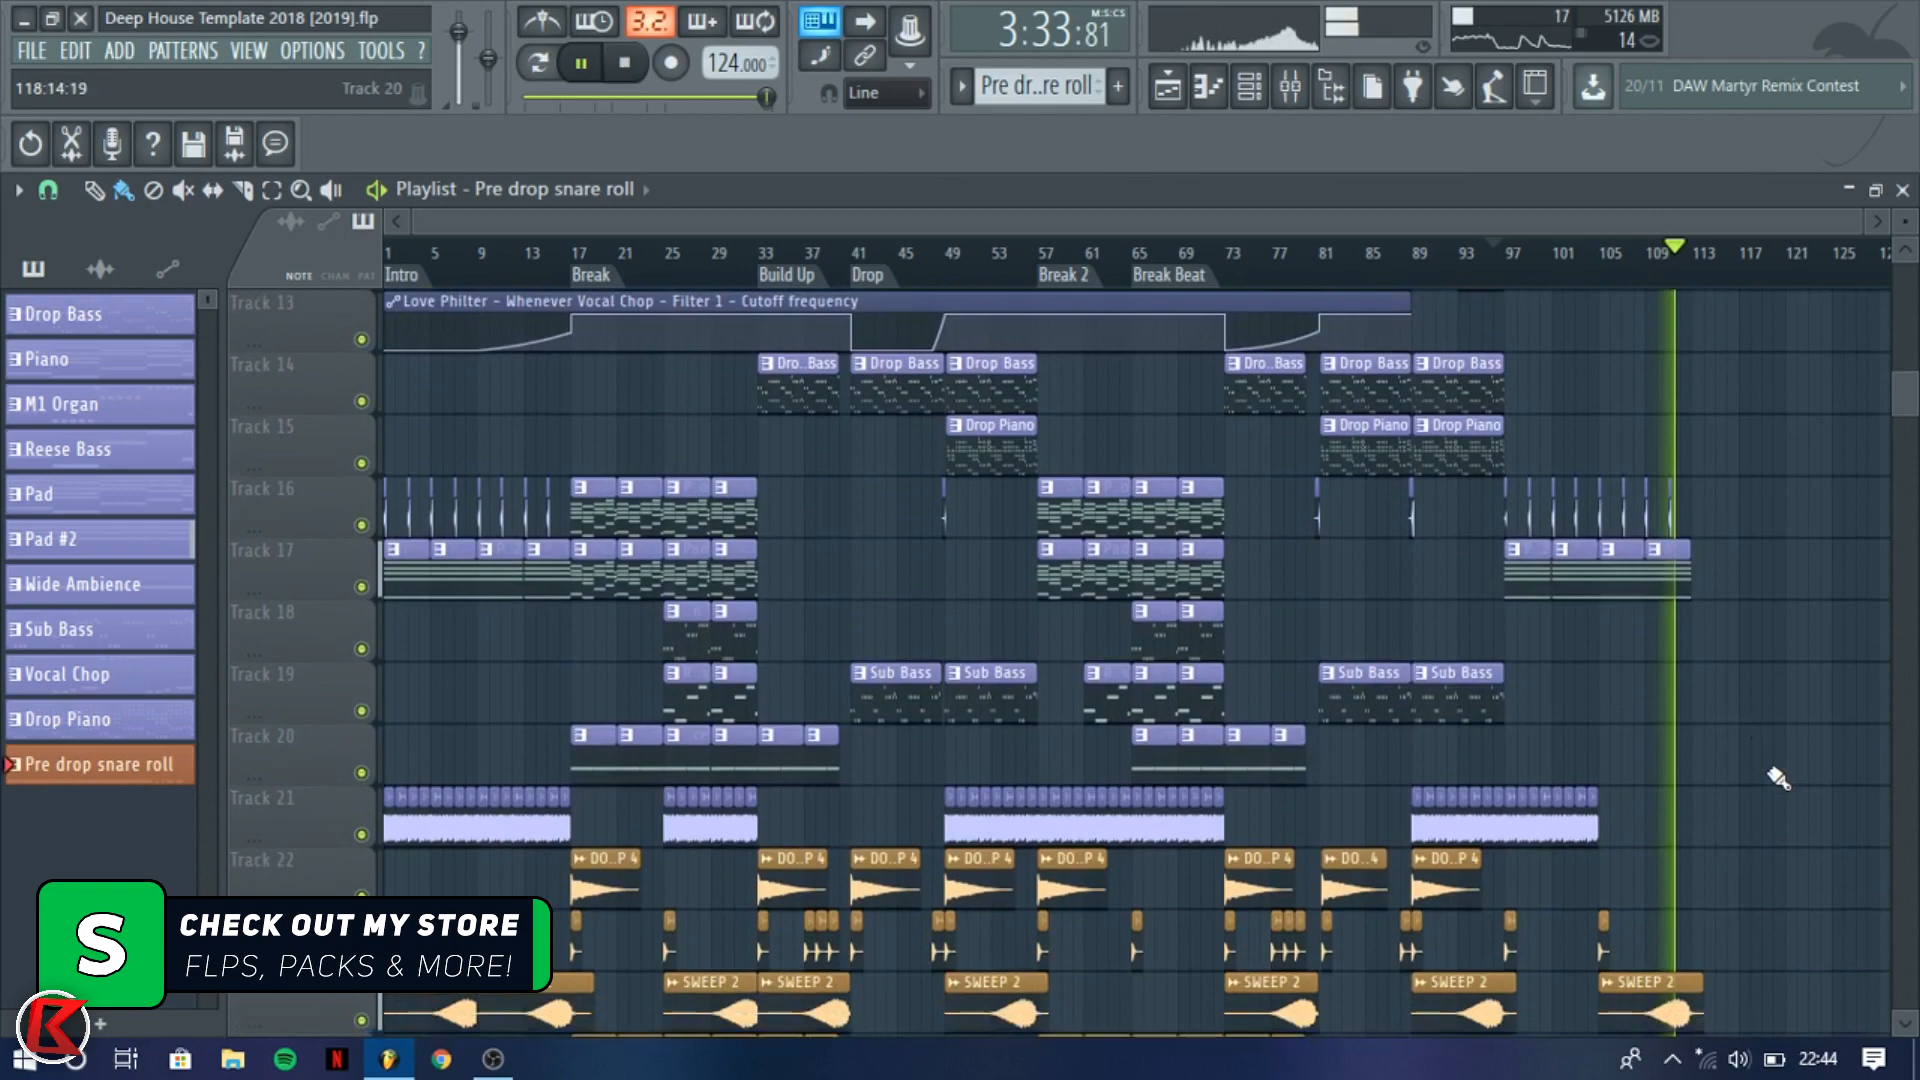 Deep House Template 2018 [2019].flp
FILE EDIT ADD PATTERNS VIEW OPTIONS TOOLS ?
118:14:19 Track 20
3.2.
124.000
Line
3:33:81
M:S:CS
Pre dr..re roll
17 5126 MB
14
20/11 DAW Martyr Remix Contest
Playlist - Pre drop snare roll
NOTE CHAN PAT
1 5 9 13 17 21 25 29 33 37 41 45 49 53 57 61 65 69 73 77 81 85 89 93 97 101 105 109 113 117 121 125
Intro Break Build Up Drop Break 2 Break Beat
Drop Bass
Piano
M1 Organ
Reese Bass
Pad
Pad #2
Wide Ambience
Sub Bass
Vocal Chop
Drop Piano
Pre drop snare roll
Track 13
Love Philter - Whenever Vocal Chop - Filter 1 - Cutoff frequency
Track 14
Dro..Bass Drop Bass Drop Bass Dro..Bass Drop Bass Drop Bass
Track 15
Drop Piano Drop Piano Drop Piano
Track 16
Track 17
Track 18
Track 19
Sub Bass Sub Bass Sub Bass Sub Bass
Track 20
Track 21
Track 22
DO..P 4 DO..P 4 DO..P 4 DO..P 4 DO..P 4 DO..P 4 DO..4 DO..P 4
SWEEP 2 SWEEP 2 SWEEP 2 SWEEP 2 SWEEP 2 SWEEP 2
S
CHECK OUT MY STORE
FLPS, PACKS & MORE!
K
22:44